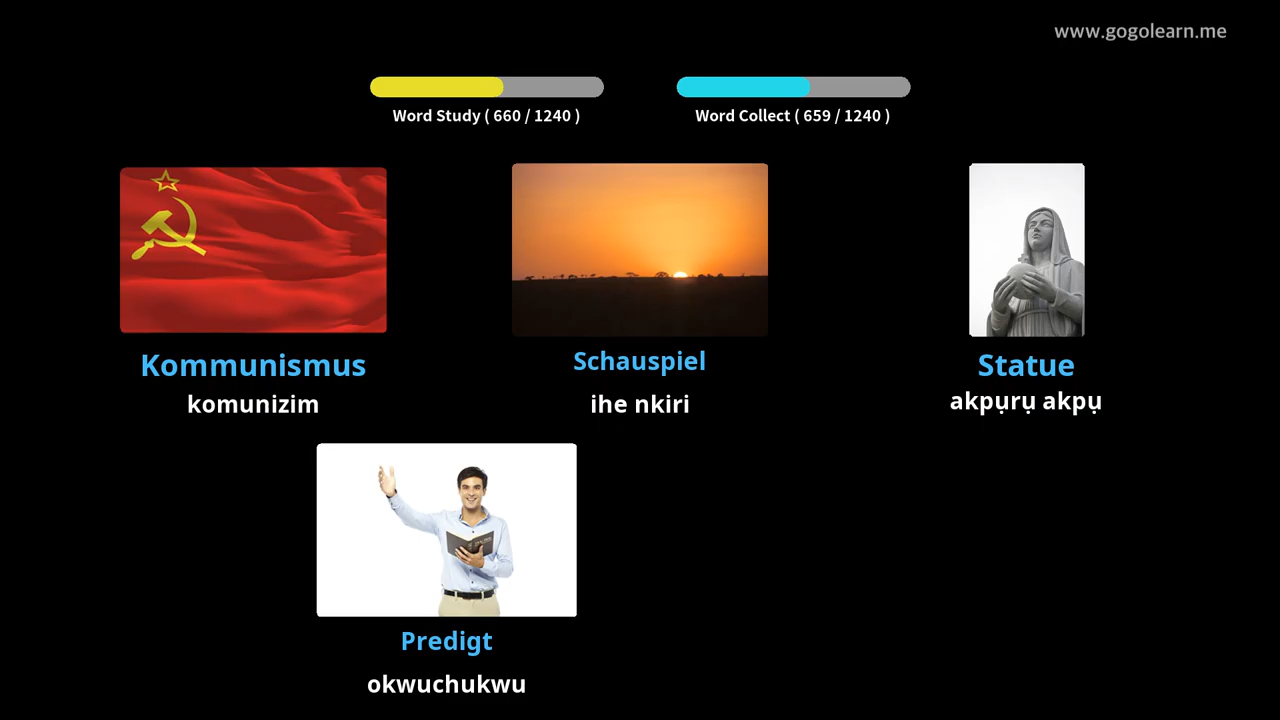 www.gogolearn.me
Word Study ( 660 / 1240 )
Word Collect ( 659 / 1240 )
Kommunismus
komunizim
Schauspiel
ihe nkiri
Statue
akpụrụ akpụ
Predigt
okwuchukwu